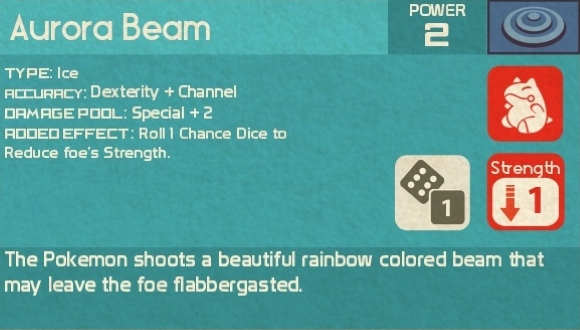 Aurora Beam
POWER
2
TYPE: Ice
ACCURACY: Dexterity + Channel
DAMAGE POOL: Special + 2
ADDED EFFECT: Roll 1 Chance Dice to
Reduce foe's Strength.
1
Strength
1
The Pokemon shoots a beautiful rainbow colored beam that
may leave the foe flabbergasted.